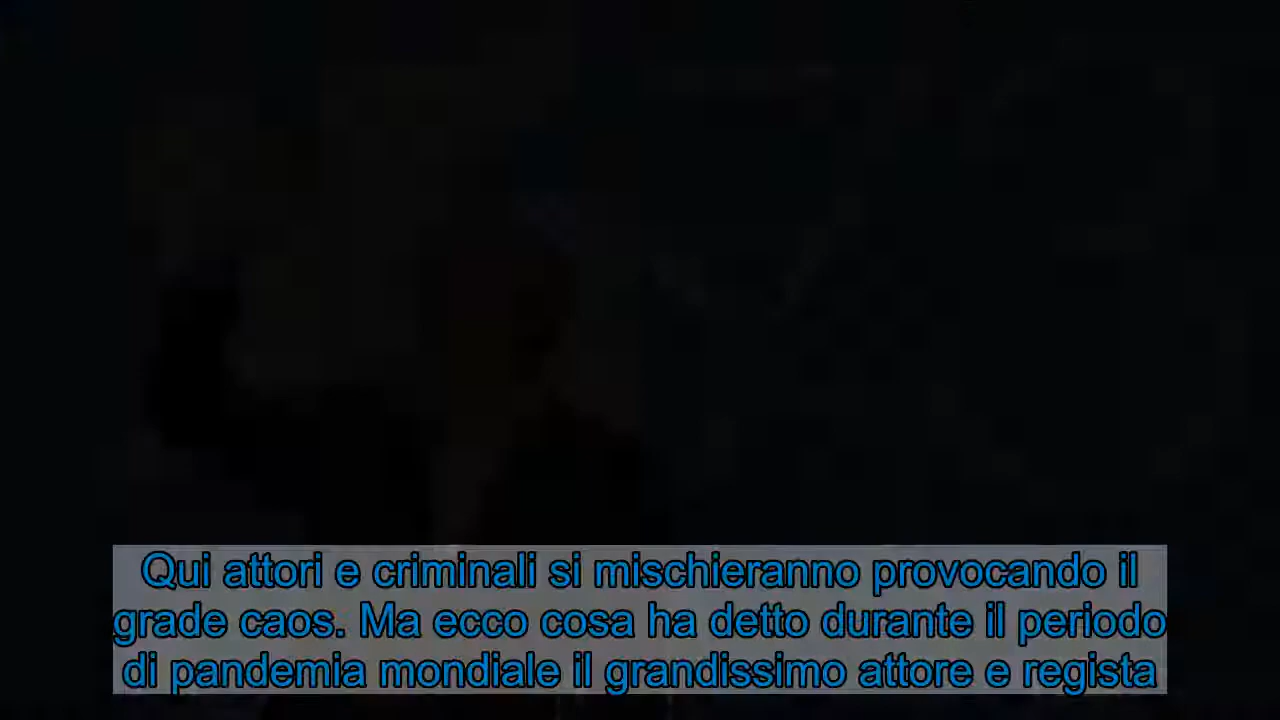 Qui attori e criminali si mischieranno provocando il
grade caos. Ma ecco cosa ha detto durante il periodo
di pandemia mondiale il grandissimo attore e regista